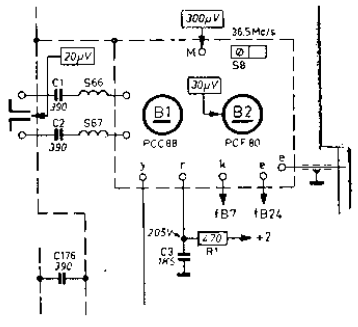 300µV
36,5Mc/s
M
S8
20µV
C1
S66
390
30µV
B1
B2
C2
S67
390
PCC88
PCF80
y
r
k
e
e
fB7
fB24
205V
470
+2
R1
C3
1K5
C176
390